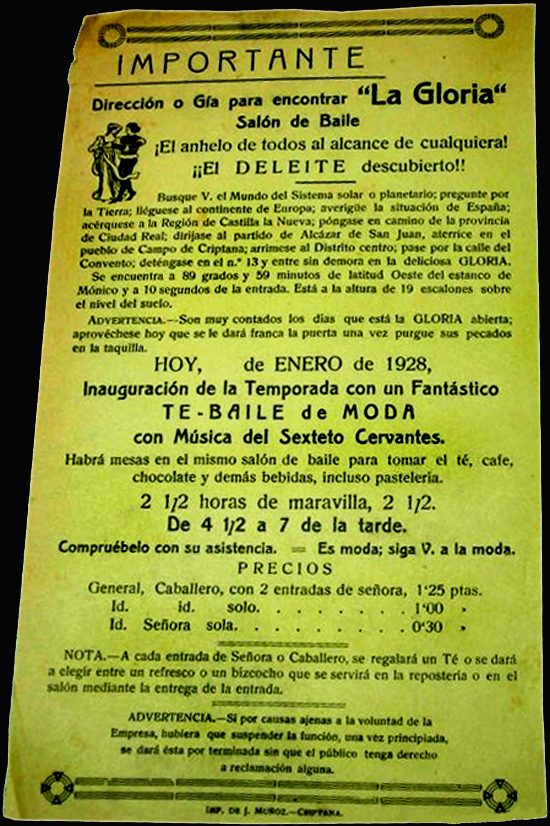 IMPORTANTE
Dirección o Gía para encontrar "La Gloria"
Salón de Baile
¡El anhelo de todos al alcance de cualquiera!
¡¡El DELEITE descubierto!!
Busque V. el Mundo del Sistema solar o planetario; pregunte por
la Tierra; lléguese al continente de Europa; averigüe la situación de España;
acérquese a la Región de Castilla la Nueva; póngase en camino de la provincia
de Ciudad Real; dirijase al partido de Alcázar de San Juan, aterrice en el
pueblo de Campo de Criptana; arrímese al Distrito centro; pase por la calle del
Convento; deténgase en el n.º 13 y entre sin demora en la deliciosa GLORIA.
Se encuentra a 89 grados y 59 minutos de latitud Oeste del estanco de
Mónico y a 10 segundos de la entrada. Está a la altura de 19 escalones sobre
el nivel del suelo.
ADVERTENCIA.—Son muy contados los dias que está la GLORIA abierta;
aprovéchese hoy que se le dará franca la puerta una vez purgue sus pecados
en la taquilla.
HOY, de ENERO de 1928,
Inauguración de la Temporada con un Fantástico
TE-BAILE de MODA
con Música del Sexteto Cervantes.
Habrá mesas en el mismo salón de baile para tomar el té, cafe,
chocolate y demás bebidas, incluso pasteleria.
2 1/2 horas de maravilla, 2 1/2.
De 4 1/2 a 7 de la tarde.
Compruébelo con su asistencia. = Es moda; siga V. a la moda.
PRECIOS
General, Caballero, con 2 entradas de señora, 1'25 ptas.
Id. id. solo. . . . . . . . 1'00 »
Id. Señora sola. . . . . . . . . 0'30 »
NOTA.—A cada entrada de Señora o Caballero, se regalará un Té o se dará
a elegir entre un refresco o un bizcocho que se servirá en la reposteria o en el
salón mediante la entrega de la entrada.
ADVERTENCIA.—Si por causas ajenas a la voluntad de la
Empresa, hubiera que suspender la función, una vez principiada,
se dará ésta por terminada sin que el público tenga derecho
a reclamación alguna.
IMP. DE J. MUÑOZ.—CRIPTANA.